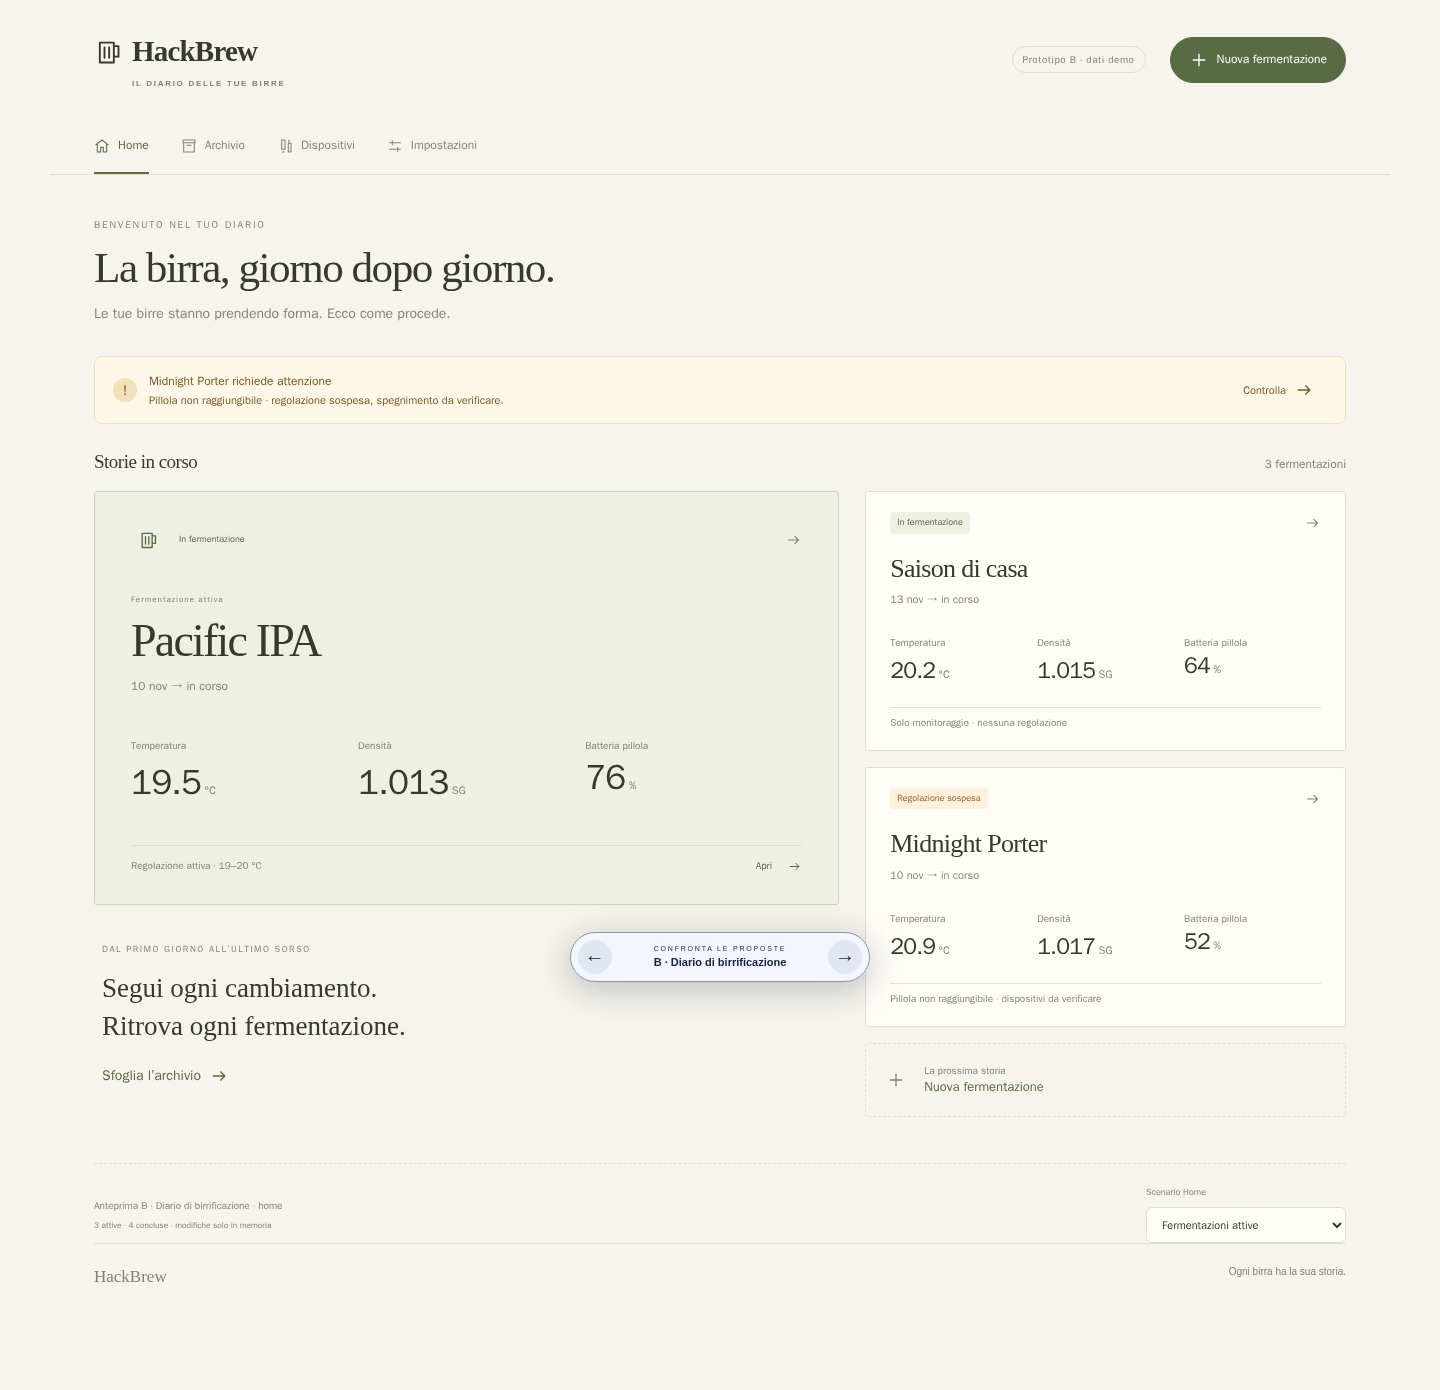 HackBrew
IL DIARIO DELLE TUE BIRRE
Prototipo B · dati demo
Nuova fermentazione
Home
Archivio
Dispositivi
Impostazioni
BENVENUTO NEL TUO DIARIO
La birra, giorno dopo giorno.
Le tue birre stanno prendendo forma. Ecco come procede.
!
Midnight Porter richiede attenzione
Pillola non raggiungibile · regolazione sospesa, spegnimento da verificare.
Controlla →
Storie in corso
3 fermentazioni
In fermentazione
Fermentazione attiva
Pacific IPA
10 nov → in corso
Temperatura
19.5 °C
Densità
1.013 SG
Batteria pillola
76 %
Regolazione attiva · 19–20 °C
Apri →
In fermentazione
Saison di casa
13 nov → in corso
Temperatura
20.2 °C
Densità
1.015 SG
Batteria pillola
64 %
Solo monitoraggio · nessuna regolazione
Regolazione sospesa
Midnight Porter
10 nov → in corso
Temperatura
20.9 °C
Densità
1.017 SG
Batteria pillola
52 %
Pillola non raggiungibile · dispositivi da verificare
DAL PRIMO GIORNO ALL'ULTIMO SORSO
Segui ogni cambiamento.
Ritrova ogni fermentazione.
Sfoglia l'archivio →
← CONFRONTA LE PROPOSTE →
B · Diario di birrificazione
La prossima storia
Nuova fermentazione
Anteprima B · Diario di birrificazione · home
3 attive · 4 concluse · modifiche solo in memoria
Scenario Home
Fermentazioni attive
HackBrew
Ogni birra ha la sua storia.